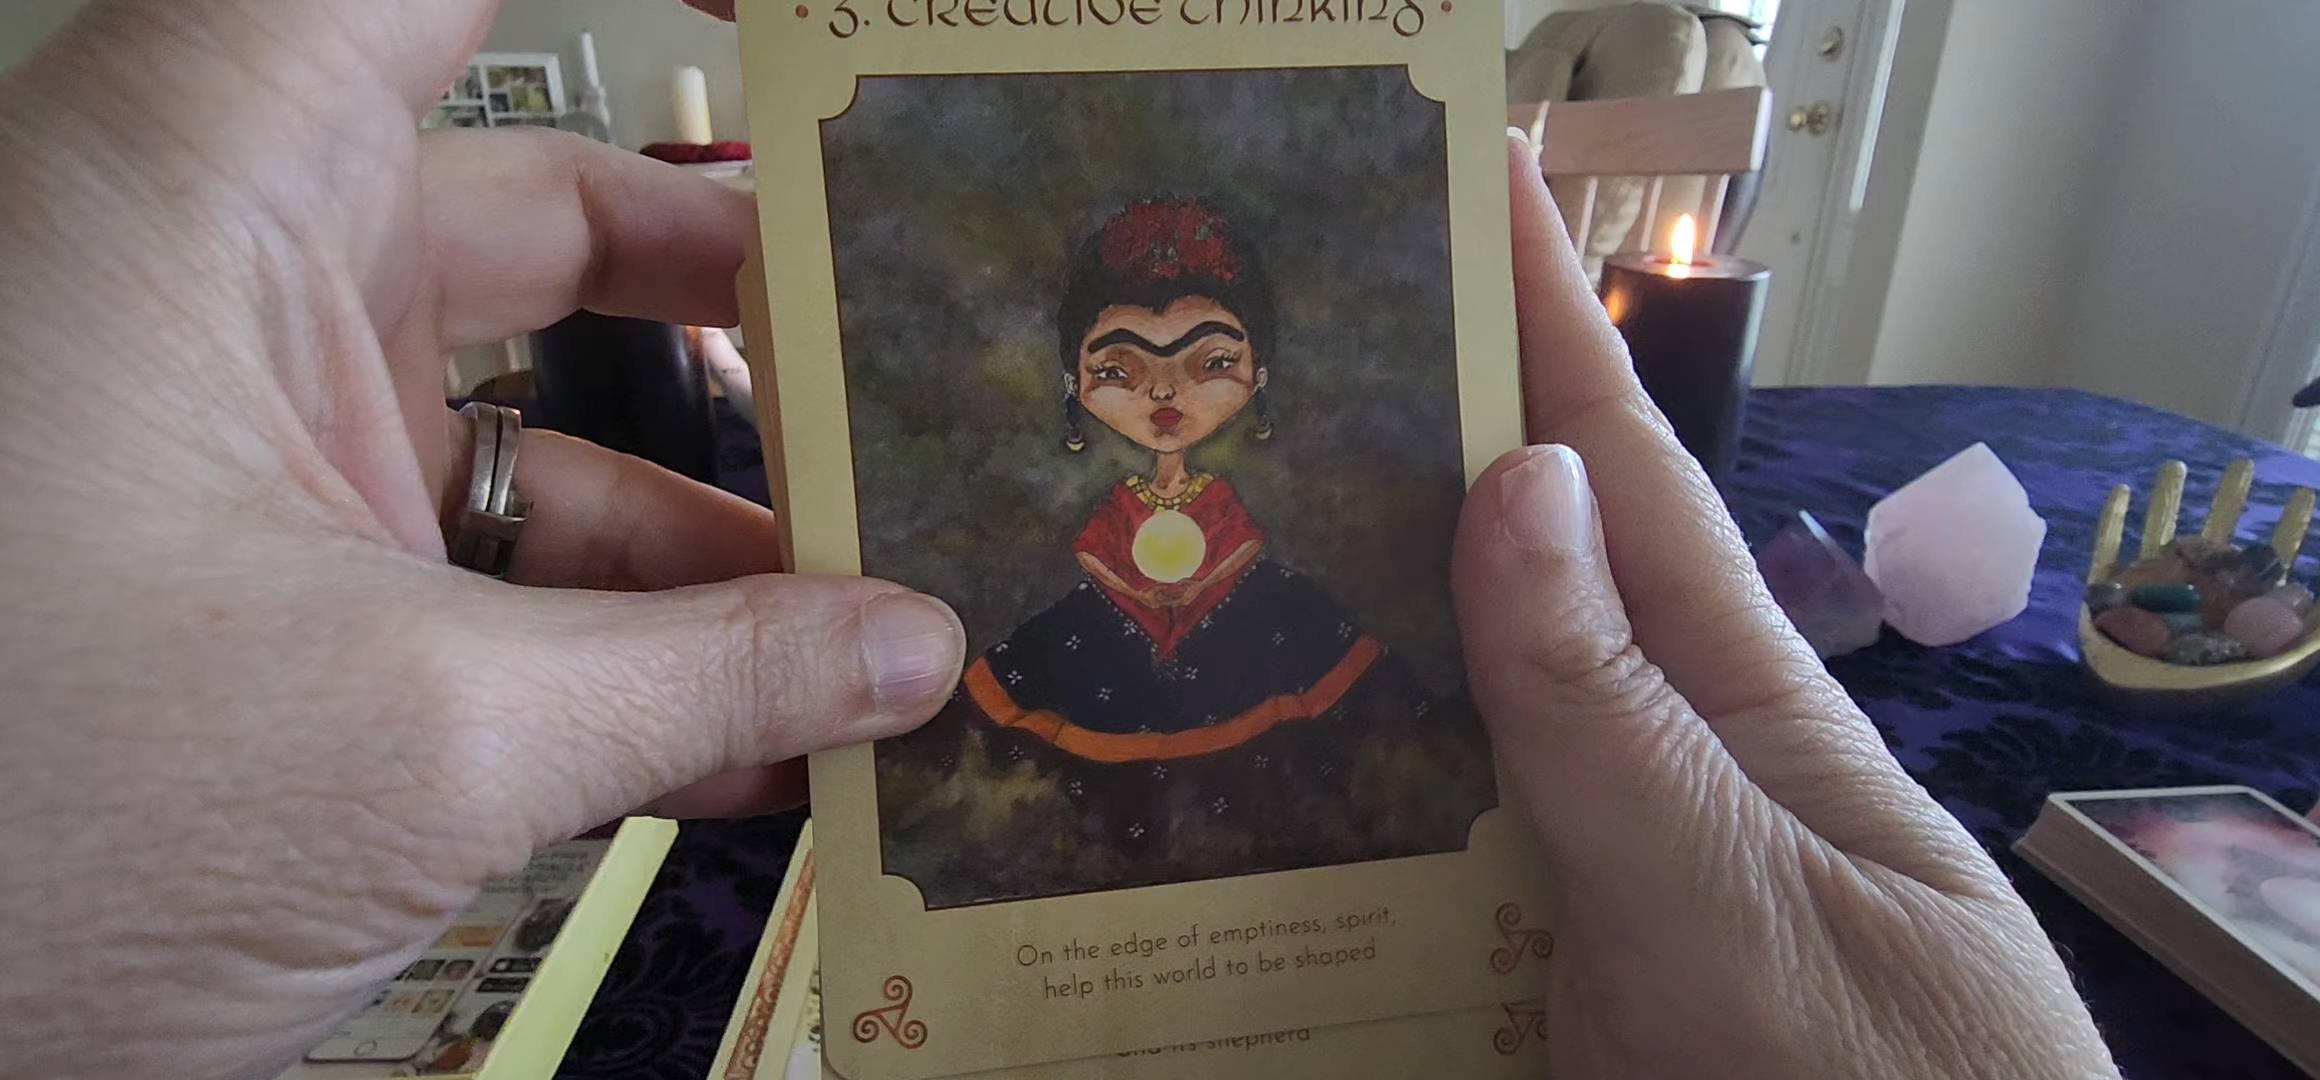 3. Creative Thinking
On the edge of emptiness, spirit,
help this world to be shaped
and its shepherd